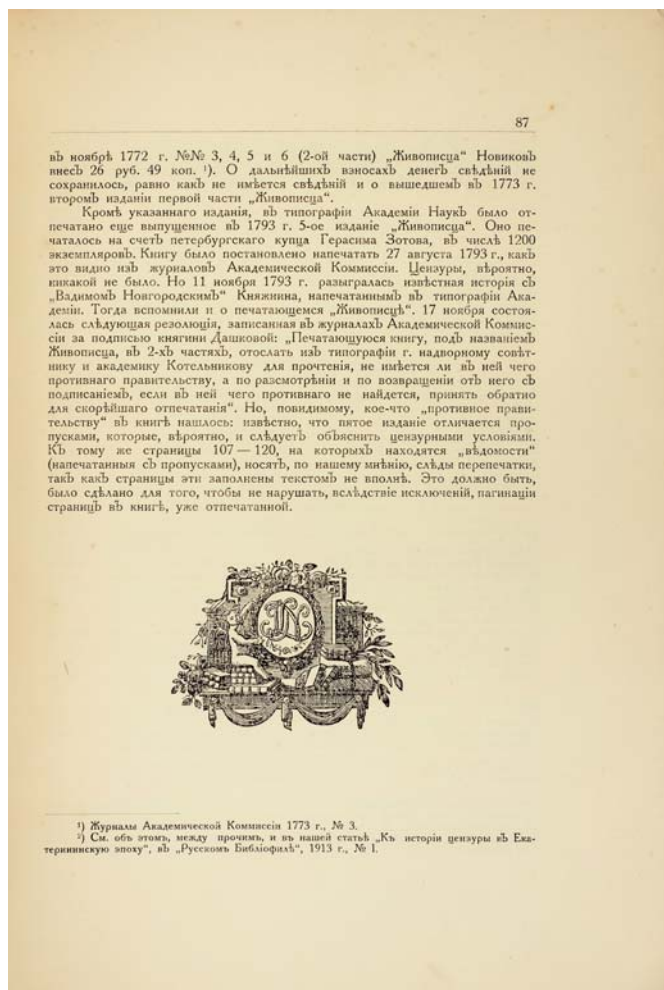 87
въ ноябрѣ 1772 г. №№ 3, 4, 5 и 6 (2-ой части) „Живописца“ Новиковъ
внесъ 26 руб. 49 коп. ¹). О дальнѣйшихъ взносахъ денегъ свѣдѣній не
сохранилось, равно какъ не имѣется свѣдѣній и о вышедшемъ въ 1773 г.
второмъ изданіи первой части „Живописца“.
Кромѣ указаннаго изданія, въ типографіи Академіи Наукъ было от-
печатано еще выпущенное въ 1793 г. 5-ое изданіе „Живописца“. Оно пе-
чаталось на счетъ петербургскаго купца Герасима Зотова, въ числѣ 1200
экземпляровъ. Книгу было постановлено напечатать 27 августа 1793 г., какъ
это видно изъ журналовъ Академической Коммиссіи. Цензуры, вѣроятно,
никакой не было. Но 11 ноября 1793 г. разыгралась извѣстная исторія съ
„Вадимомъ Новгородскимъ“ Княжнина, напечатаннымъ въ типографіи Ака-
деміи. Тогда вспомнили и о печатающемся „Живописцѣ“. 17 ноября состоя-
лась слѣдующая резолюція, записанная въ журналахъ Академической Коммис-
сіи за подписью княгини Дашковой: „Печатающуюся книгу, подъ названіемъ
Живописца, въ 2-хъ частяхъ, отослать изъ типографіи г. надворному совѣт-
нику и академику Котельникову для прочтенія, не имѣется ли въ ней чего
противнаго правительству, а по разсмотрѣніи и по возвращеніи отъ него съ
подписаніемъ, если въ ней чего противнаго не найдется, принять обратно
для скорѣйшаго отпечатанія“. Но, повидимому, кое-что „противное прави-
тельству“ въ книгѣ нашлось: извѣстно, что пятое изданіе отличается про-
пусками, которые, вѣроятно, и слѣдуетъ объяснить цензурными условіями.
Къ тому же страницы 107 — 120, на которыхъ находятся „вѣдомости“
(напечатанныя съ пропусками), носятъ, по нашему мнѣнію, слѣды перепечатки,
такъ какъ страницы эти заполнены текстомъ не вполнѣ. Это должно быть,
было сдѣлано для того, чтобы не нарушать, вслѣдствіе исключеній, пагинаціи
страницъ въ книгѣ, уже отпечатанной.
¹) Журналы Академической Коммиссіи 1773 г., № 3.
²) См. объ этомъ, между прочимъ, и въ нашей статьѣ „Къ исторіи цензуры въ Ека-
терининскую эпоху“, въ „Русскомъ Библіофилѣ“, 1913 г., № 1.